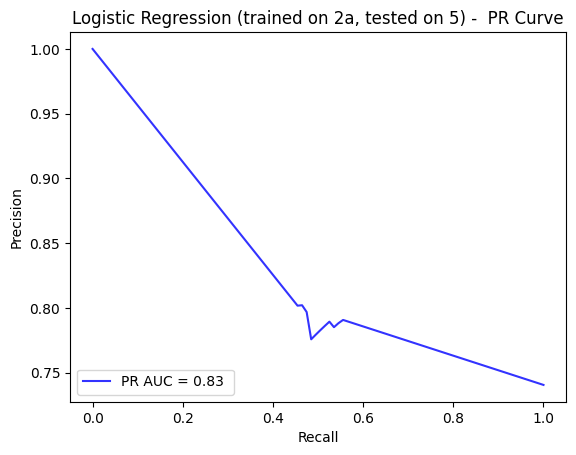 Logistic Regression (trained on 2a, tested on 5) -  PR Curve
1.00
0.95
0.90
0.85
0.80
0.75
Precision
PR AUC = 0.83
0.0 0.2 0.4 0.6 0.8 1.0
Recall